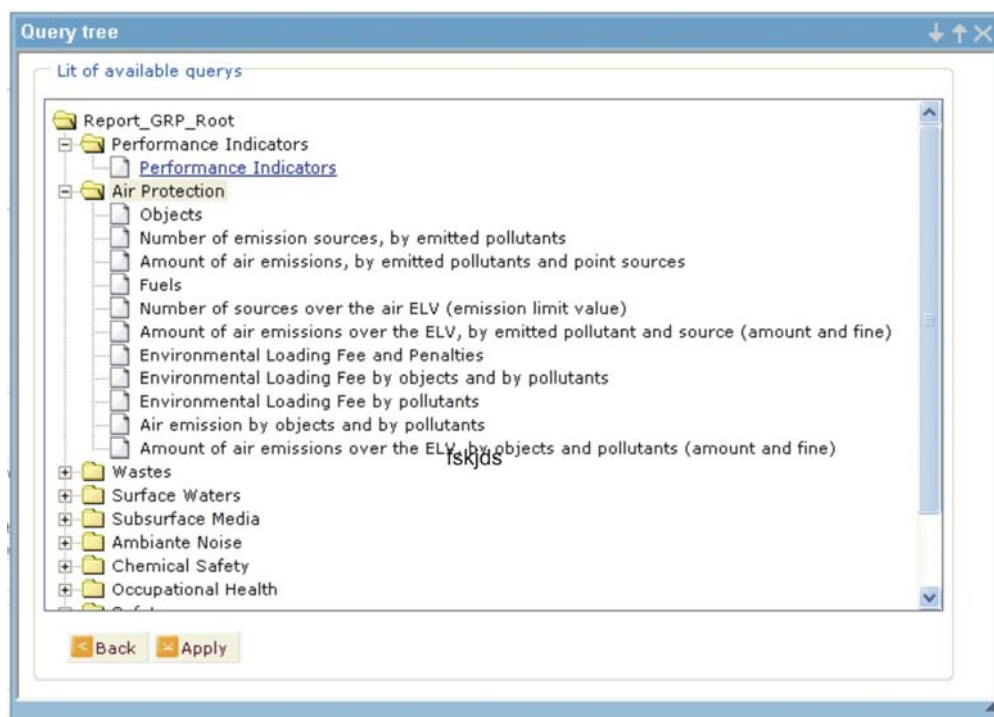 Query tree
Lit of available querys
Report_GRP_Root
Performance Indicators
Performance Indicators
Air Protection
Objects
Number of emission sources, by emitted pollutants
Amount of air emissions, by emitted pollutants and point sources
Fuels
Number of sources over the air ELV (emission limit value)
Amount of air emissions over the ELV, by emitted pollutant and source (amount and fine)
Environmental Loading Fee and Penalties
Environmental Loading Fee by objects and by pollutants
Environmental Loading Fee by pollutants
Air emission by objects and by pollutants
Amount of air emissions over the ELV, by objects and pollutants (amount and fine)
fskjds
Wastes
Surface Waters
Subsurface Media
Ambiante Noise
Chemical Safety
Occupational Health
Back Apply